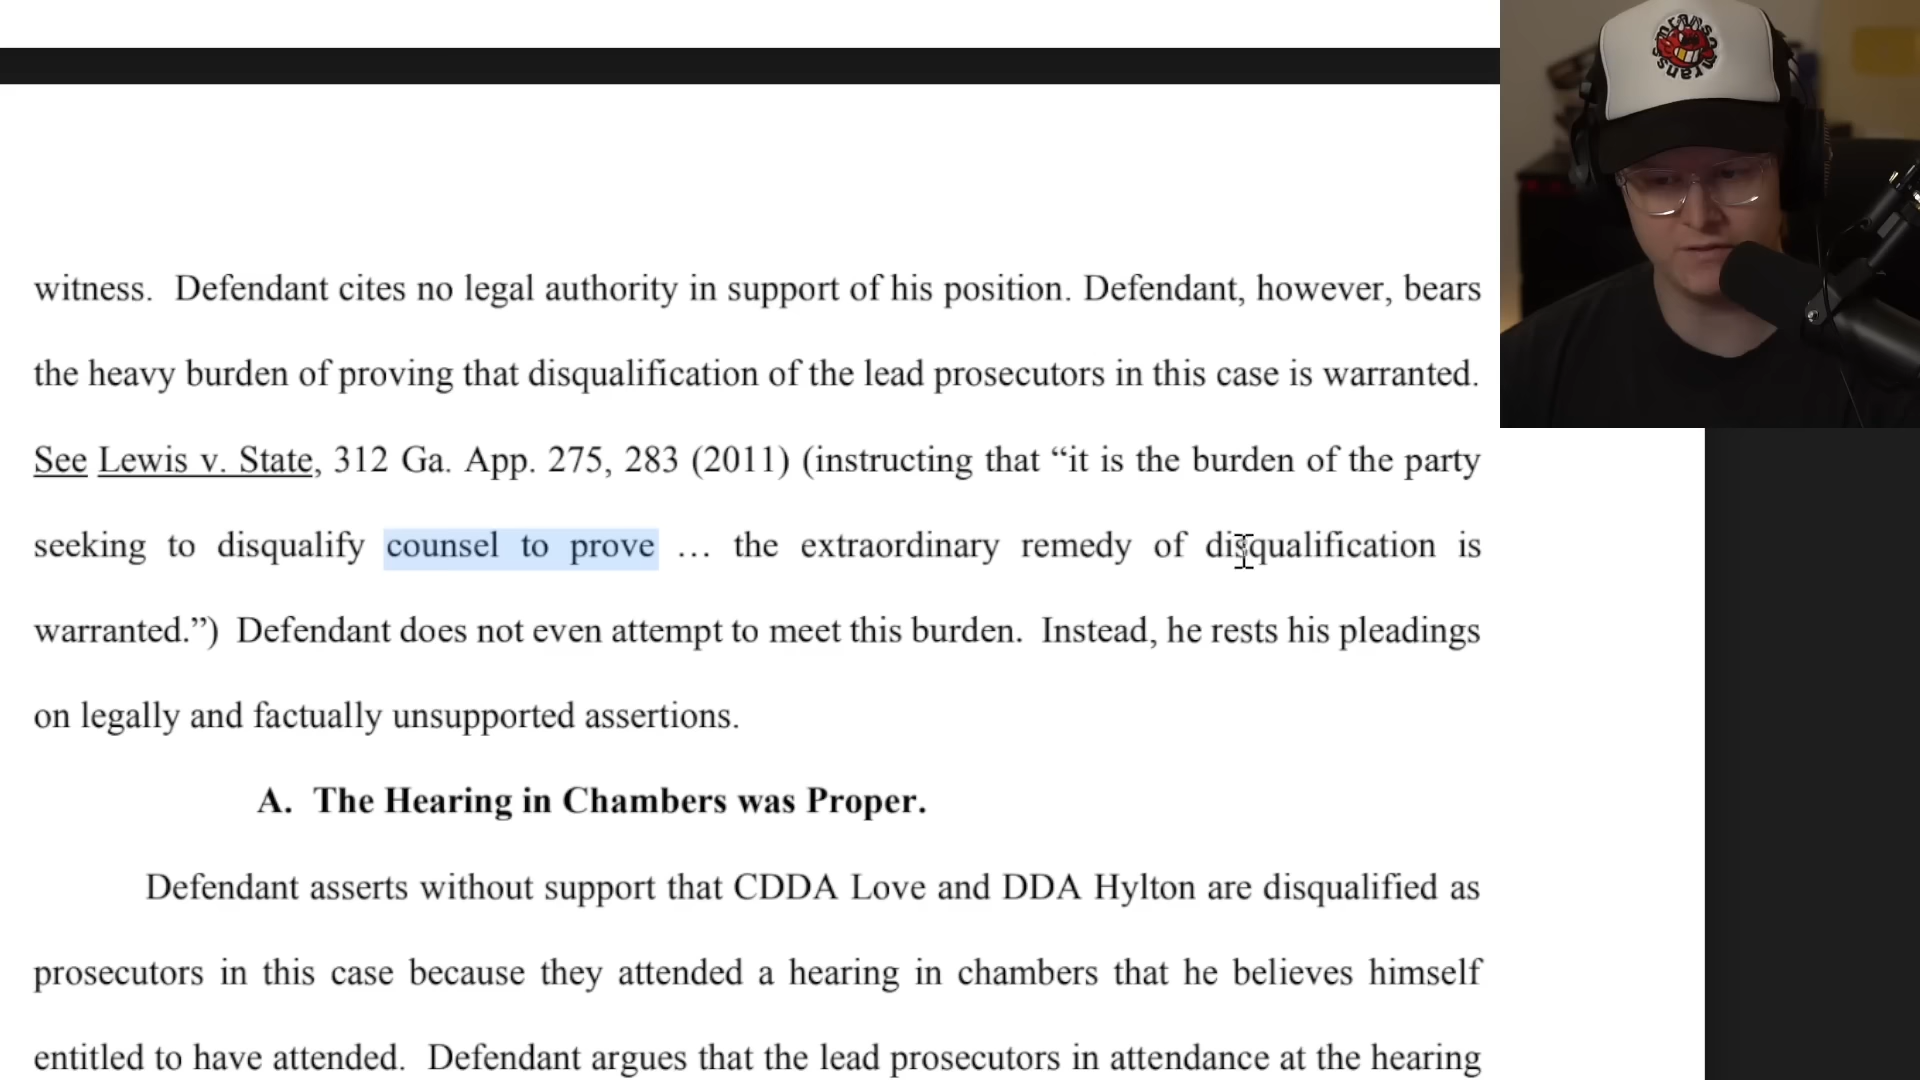 witness. Defendant cites no legal authority in support of his position. Defendant, however, bears
the heavy burden of proving that disqualification of the lead prosecutors in this case is warranted.
See Lewis v. State, 312 Ga. App. 275, 283 (2011) (instructing that “it is the burden of the party
seeking to disqualify counsel to prove … the extraordinary remedy of disqualification is
warranted.”) Defendant does not even attempt to meet this burden. Instead, he rests his pleadings
on legally and factually unsupported assertions.
A. The Hearing in Chambers was Proper.
Defendant asserts without support that CDDA Love and DDA Hylton are disqualified as
prosecutors in this case because they attended a hearing in chambers that he believes himself
entitled to have attended. Defendant argues that the lead prosecutors in attendance at the hearing